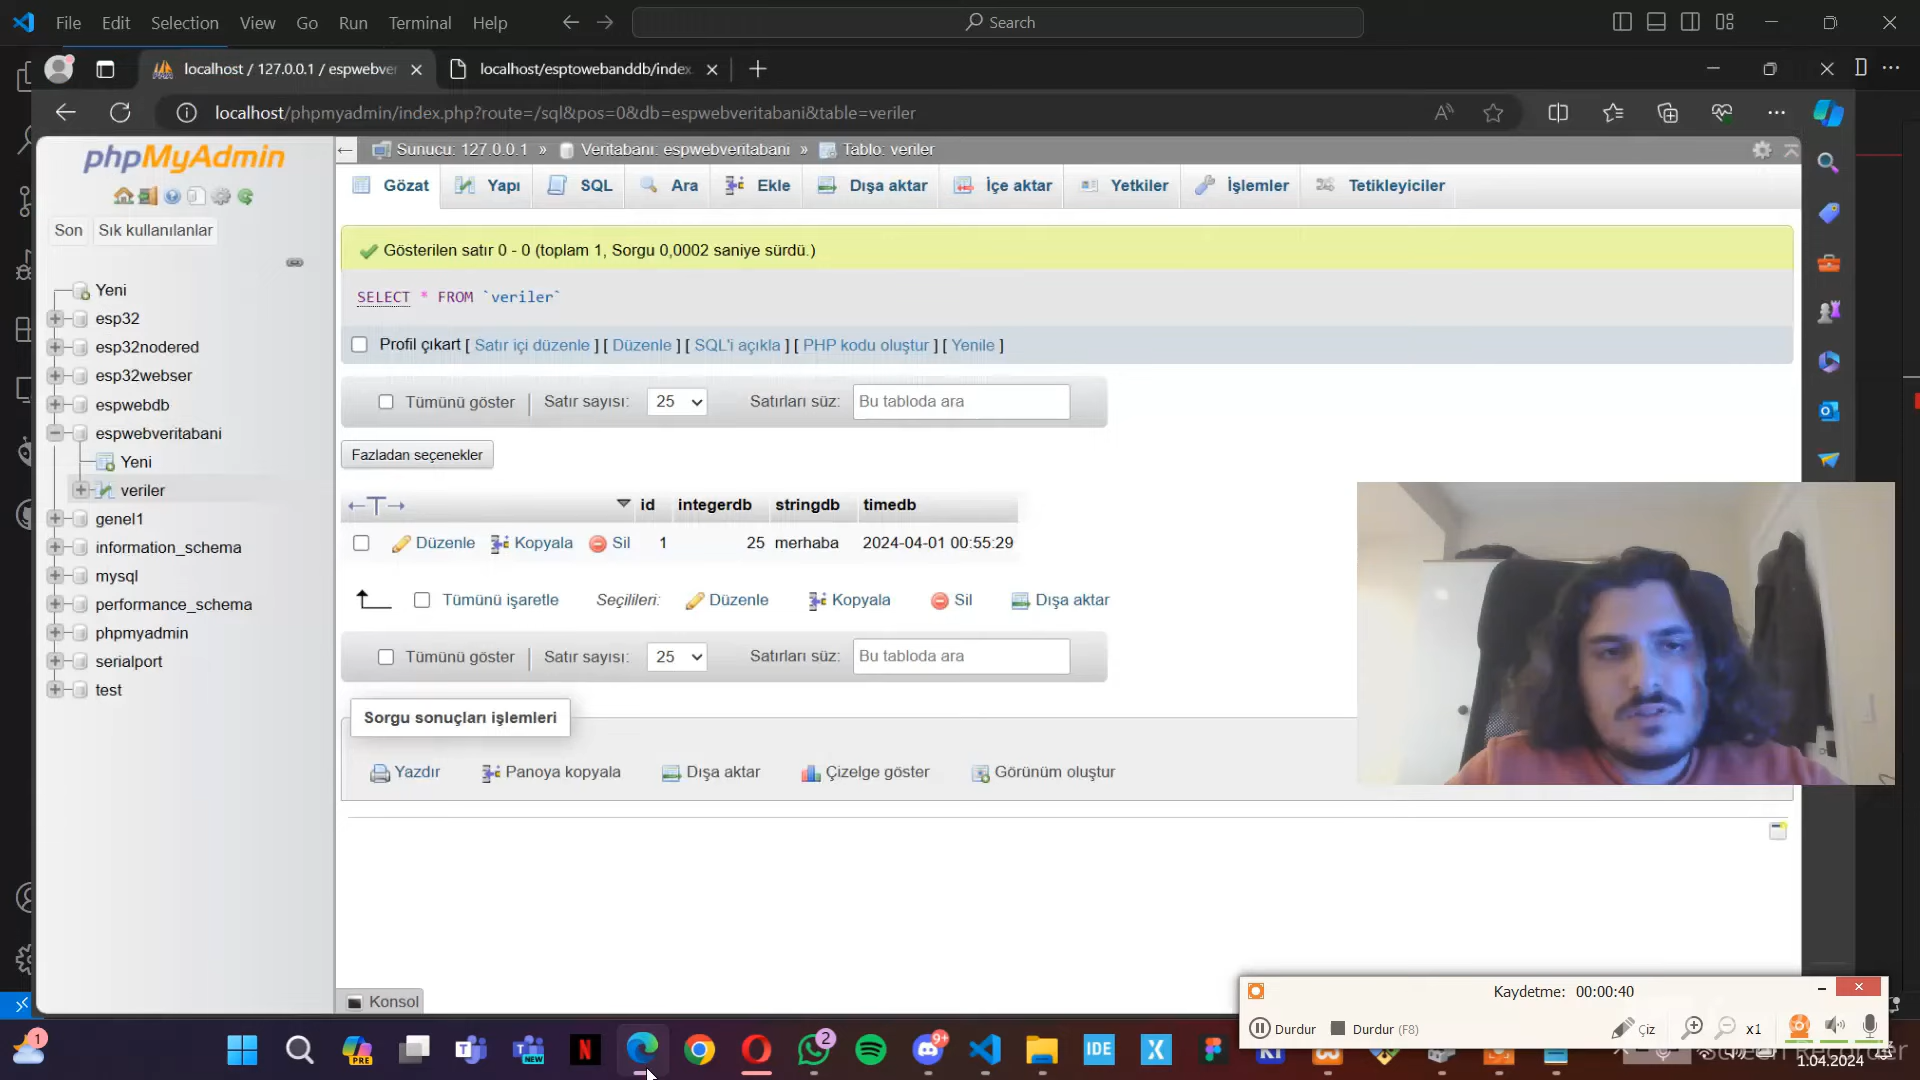 File Edit Selection View Go Run Terminal Help
Search
localhost / 127.0.0.1 / espwebver
localhost/esptowebanddb/index.
localhost/phpmyadmin/index.php?route=/sql&pos=0&db=espwebveritabani&table=veriler
phpMyAdmin
Son Sık kullanılanlar
Yeni
esp32
esp32nodered
esp32webser
espwebdb
espwebveritabani
Yeni
veriler
genel1
information_schema
mysql
performance_schema
phpmyadmin
serialport
test
Sunucu: 127.0.0.1 » Veritabanı: espwebveritabani » Tablo: veriler
Gözat Yapı SQL Ara Ekle Dışa aktar İçe aktar Yetkiler İşlemler Tetikleyiciler
Gösterilen satır 0 - 0 (toplam 1, Sorgu 0,0002 saniye sürdü.)
SELECT * FROM `veriler`
Profil çıkart [ Satır içi düzenle ] [ Düzenle ] [ SQL'i açıkla ] [ PHP kodu oluştur ] [ Yenile ]
Tümünü göster Satır sayısı: 25 Satırları süz: Bu tabloda ara
Fazladan seçenekler
←T→ id integerdb stringdb timedb
Düzenle Kopyala Sil 1 25 merhaba 2024-04-01 00:55:29
Tümünü işaretle Seçilileri: Düzenle Kopyala Sil Dışa aktar
Tümünü göster Satır sayısı: 25 Satırları süz: Bu tabloda ara
Sorgu sonuçları işlemleri
Yazdır Panoya kopyala Dışa aktar Çizelge göster Görünüm oluştur
Konsol
Kaydetme: 00:00:40
Durdur Durdur (F8) Çiz x1
1 PRE NEW N 2 9+ IDE X
Screen Recorder
1.04.2024